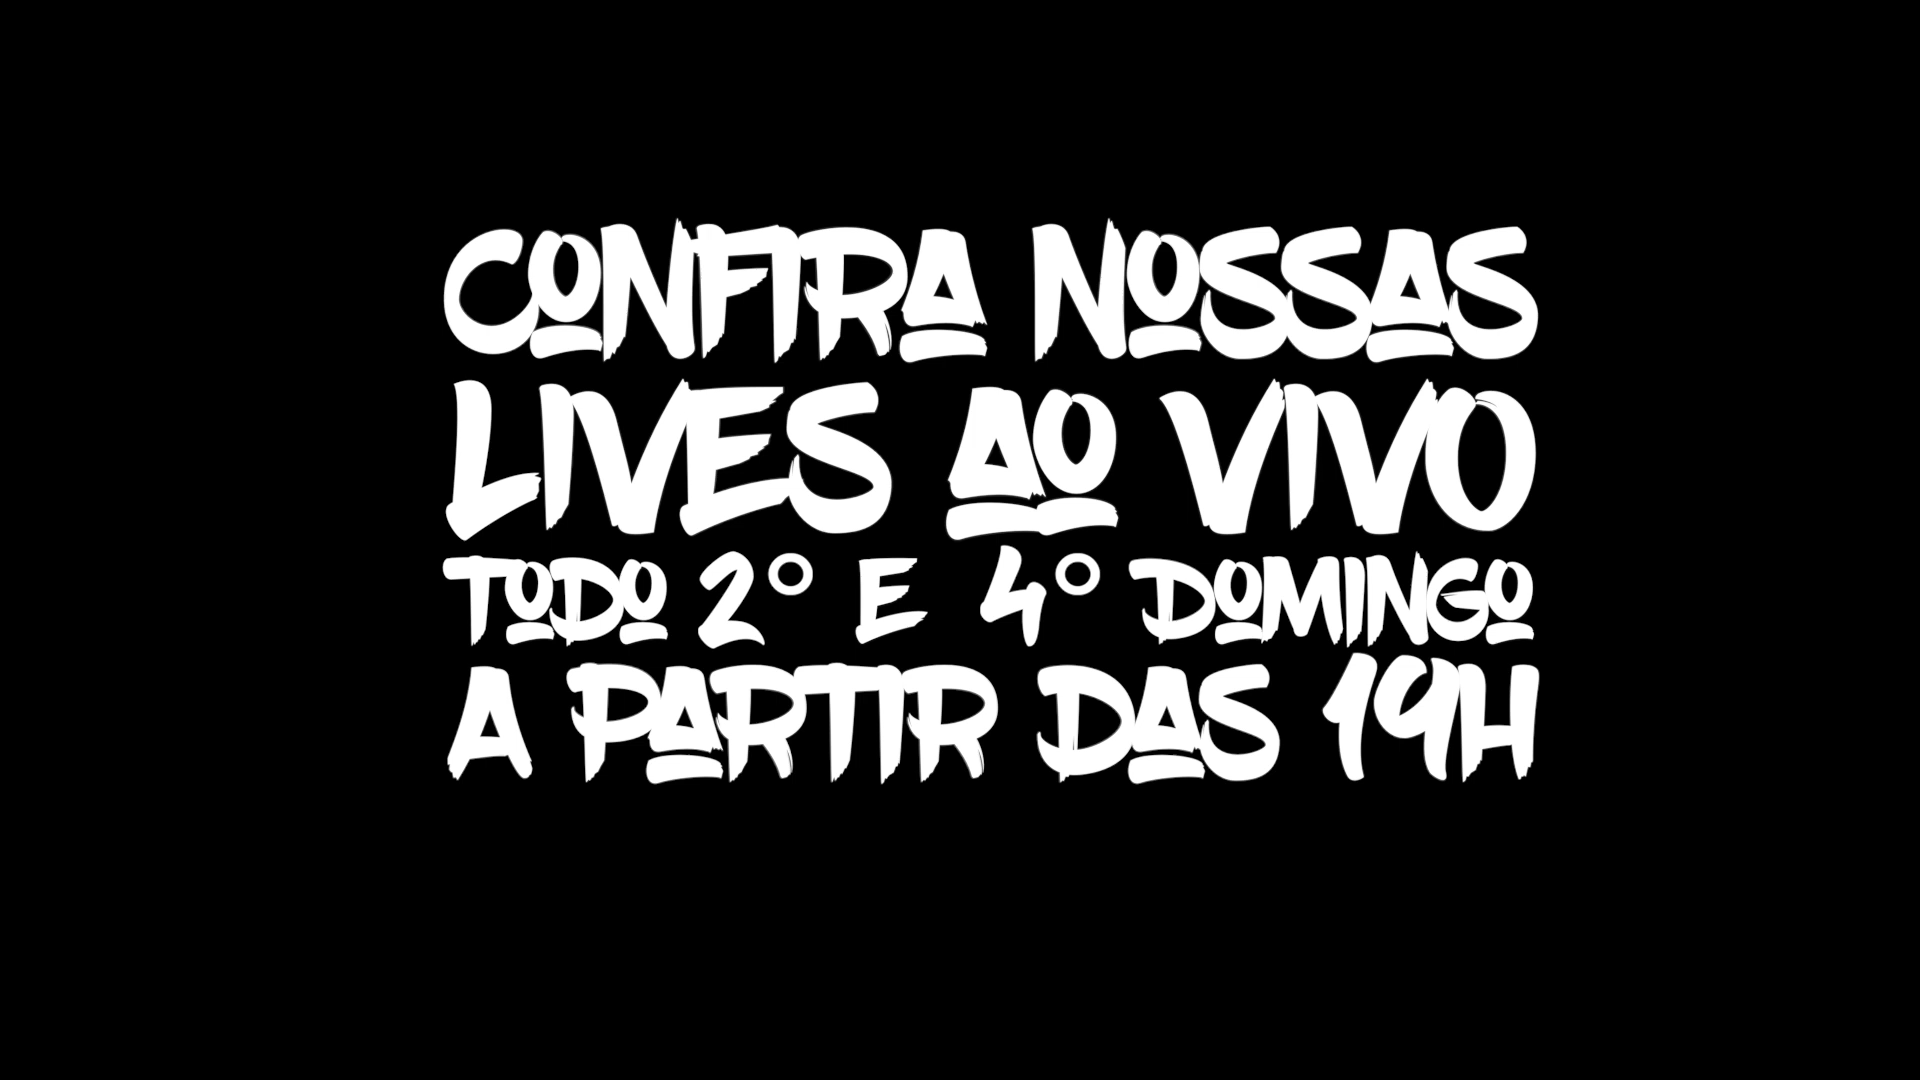 CONFIRA NOSSAS
LIVES AO VIVO
TODO 2° E 4° DOMINGO
A PARTIR DAS 19H